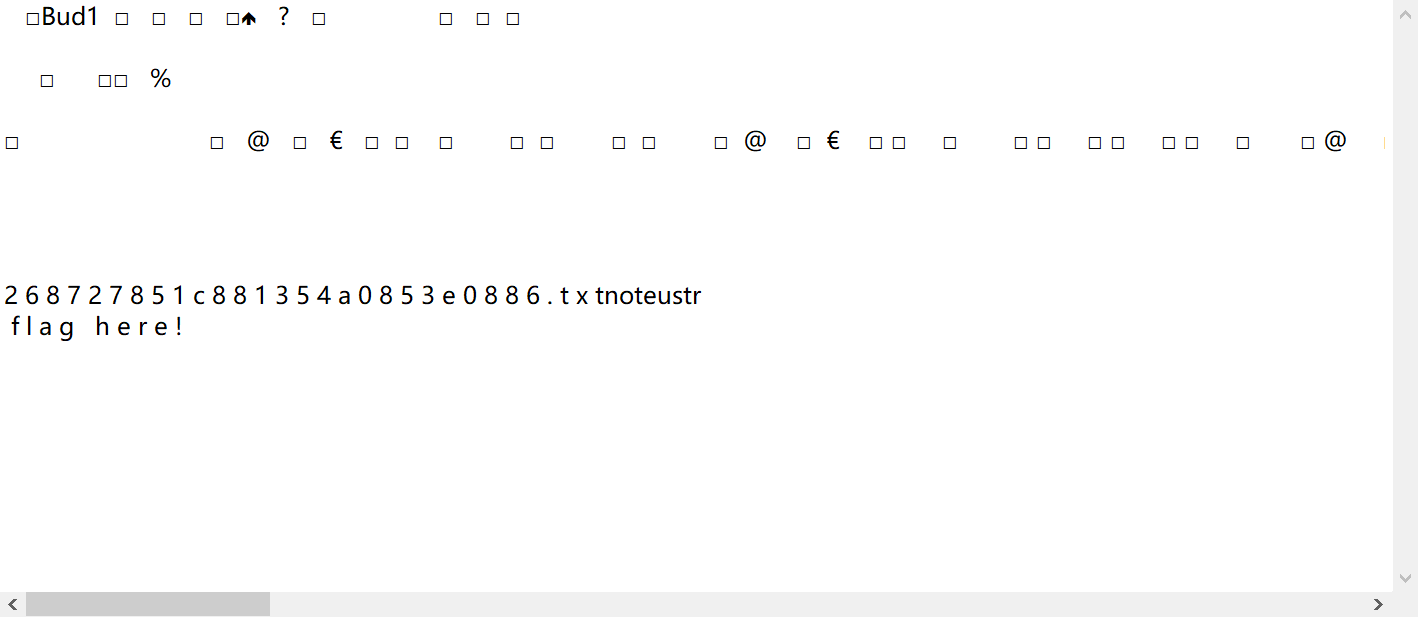 □Bud1 □ □ □ □🢁 ? □ □ □ □
□ □□ %
□ □ @ □ € □ □ □ □ □ □ □ □ @ □ € □ □ □ □ □ □ □ □ □ □ □ @
2 6 8 7 2 7 8 5 1 c 8 8 1 3 5 4 a 0 8 5 3 e 0 8 8 6 . t x tnoteustr
f l a g h e r e !